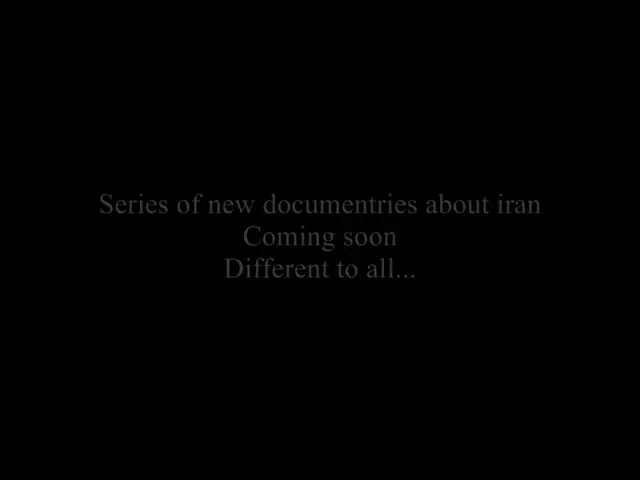 Series of new documentries about iran
Coming soon
Different to all...